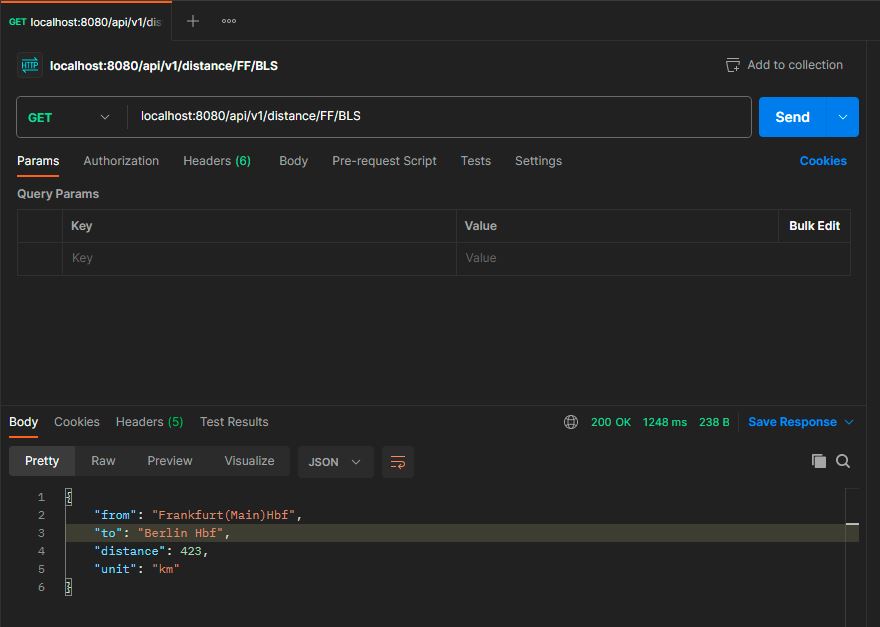 GET localhost:8080/api/v1/dis
HTTP localhost:8080/api/v1/distance/FF/BLS Add to collection
GET localhost:8080/api/v1/distance/FF/BLS Send
Params Authorization Headers (6) Body Pre-request Script Tests Settings Cookies
Query Params
Key Value Bulk Edit
Key Value
Body Cookies Headers (5) Test Results 200 OK 1248 ms 238 B Save Response
Pretty Raw Preview Visualize JSON
1 {
2 "from": "Frankfurt(Main)Hbf",
3 "to": "Berlin Hbf",
4 "distance": 423,
5 "unit": "km"
6 }